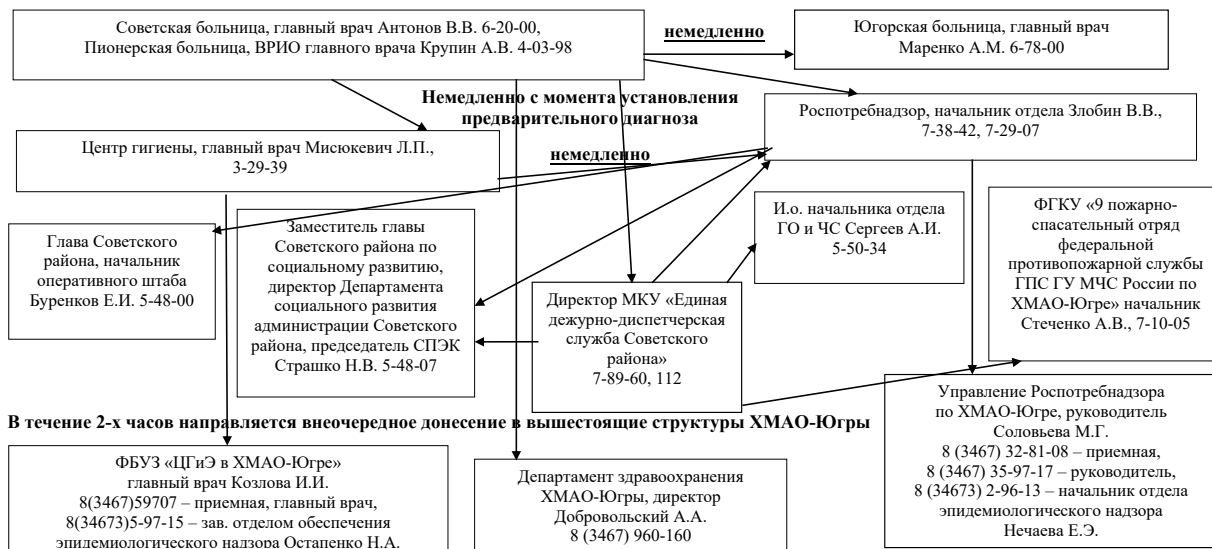 Советская больница, главный врач Антонов В.В. 6-20-00,
Пионерская больница, ВРИО главного врача Крупин А.В. 4-03-98
немедленно
Югорская больница, главный врач
Маренко А.М. 6-78-00
Немедленно с момента установления
предварительного диагноза
Роспотребнадзор, начальник отдела Злобин В.В.,
7-38-42, 7-29-07
Центр гигиены, главный врач Мисюкевич Л.П.,
3-29-39
немедленно
Глава Советского
района, начальник
оперативного штаба
Буренков Е.И. 5-48-00
Заместитель главы
Советского района по
социальному развитию,
директор Департамента
социального развития
администрации Советского
района, председатель СПЭК
Страшко Н.В. 5-48-07
И.о. начальника отдела
ГО и ЧС Сергеев А.И.
5-50-34
Директор МКУ «Единая
дежурно-диспетчерская
служба Советского
района»
7-89-60, 112
ФГКУ «9 пожарно-
спасательный отряд
федеральной
противопожарной службы
ГПС ГУ МЧС России по
ХМАО-Югре» начальник
Стеченко А.В., 7-10-05
В течение 2-х часов направляется внеочередное донесение в вышестоящие структуры ХМАО-Югры
ФБУЗ «ЦГиЭ в ХМАО-Югре»
главный врач Козлова И.И.
8(3467)59707 – приемная, главный врач,
8(34673)5-97-15 – зав. отделом обеспечения
эпидемиологического надзора Остапенко Н.А.
Департамент здравоохранения
ХМАО-Югры, директор
Добровольский А.А.
8 (3467) 960-160
Управление Роспотребнадзора
по ХМАО-Югре, руководитель
Соловьева М.Г.
8 (3467) 32-81-08 – приемная,
8 (3467) 35-97-17 – руководитель,
8 (34673) 2-96-13 – начальник отдела
эпидемиологического надзора
Нечаева Е.Э.